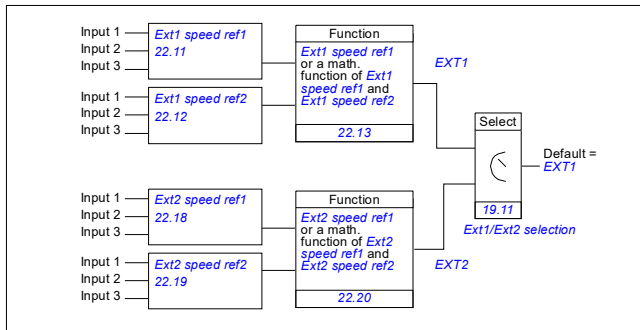 Input 1
Input 2
Input 3
Ext1 speed ref1
22.11
Input 1
Input 2
Input 3
Ext1 speed ref2
22.12
Function
Ext1 speed ref1
or a math.
function of Ext1
speed ref1 and
Ext1 speed ref2
22.13
EXT1
Input 1
Input 2
Input 3
Ext2 speed ref1
22.18
Input 1
Input 2
Input 3
Ext2 speed ref2
22.19
Function
Ext2 speed ref1
or a math.
function of Ext2
speed ref1 and
Ext2 speed ref2
22.20
EXT2
Select
19.11
Ext1/Ext2 selection
Default =
EXT1